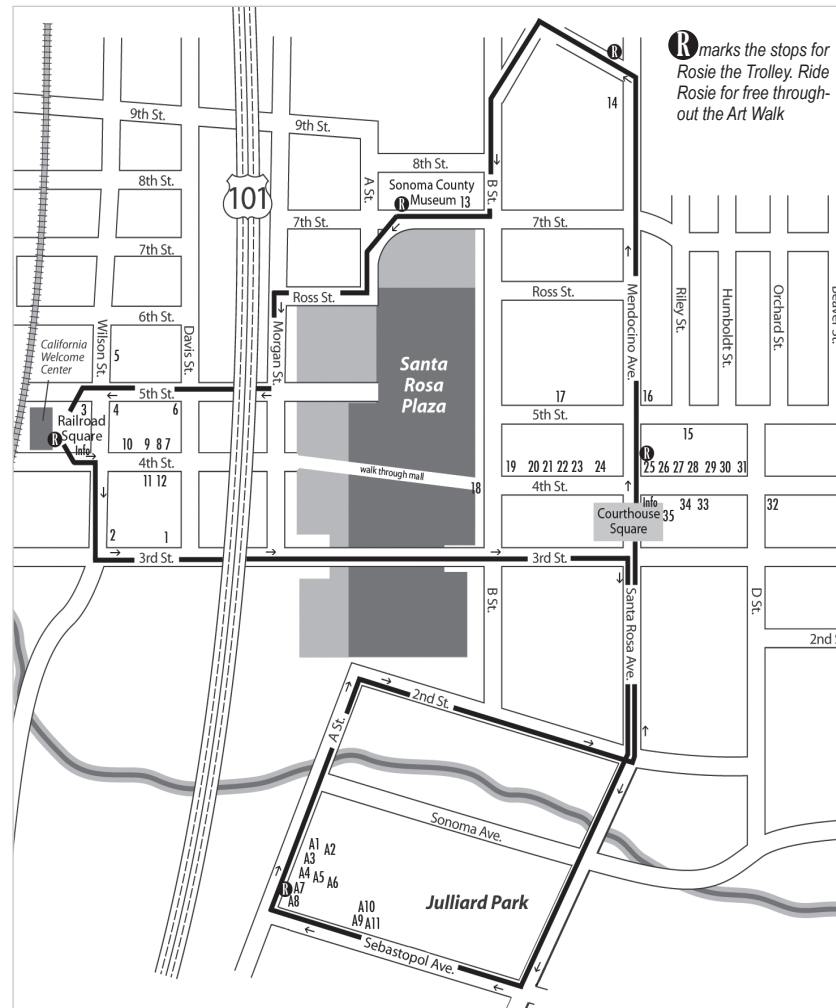 R marks the stops for
Rosie the Trolley. Ride
Rosie for free through-
out the Art Walk
R
14
9th St.
9th St.
8th St.
8th St.
A St.
Sonoma County
Museum 13
R
B St.
101
7th St.
7th St.
7th St.
Ross St.
Ross St.
Mendocino Ave.
Riley St.
Humboldt St.
Orchard St.
6th St.
Wilson St.
Davis St.
Morgan St.
California
Welcome
Center
5
Santa
Rosa
Plaza
5th St.
17
16
3
4
6
5th St.
Railroad
Square
R
Info
10 9 8 7
15
R
4th St.
walk through mall
19 20 21 22 23 24
25 26 27 28 29 30 31
11 12
18
4th St.
Info
34 33
32
Courthouse
Square
35
2
1
3rd St.
3rd St.
B St.
Santa Rosa Ave.
D St.
2nd
2nd St.
A St.
Sonoma Ave.
A1
A2
A3
A4
A5
A6
R
A7
A8
A10
A9 A11
Julliard Park
Sebastopol Ave.